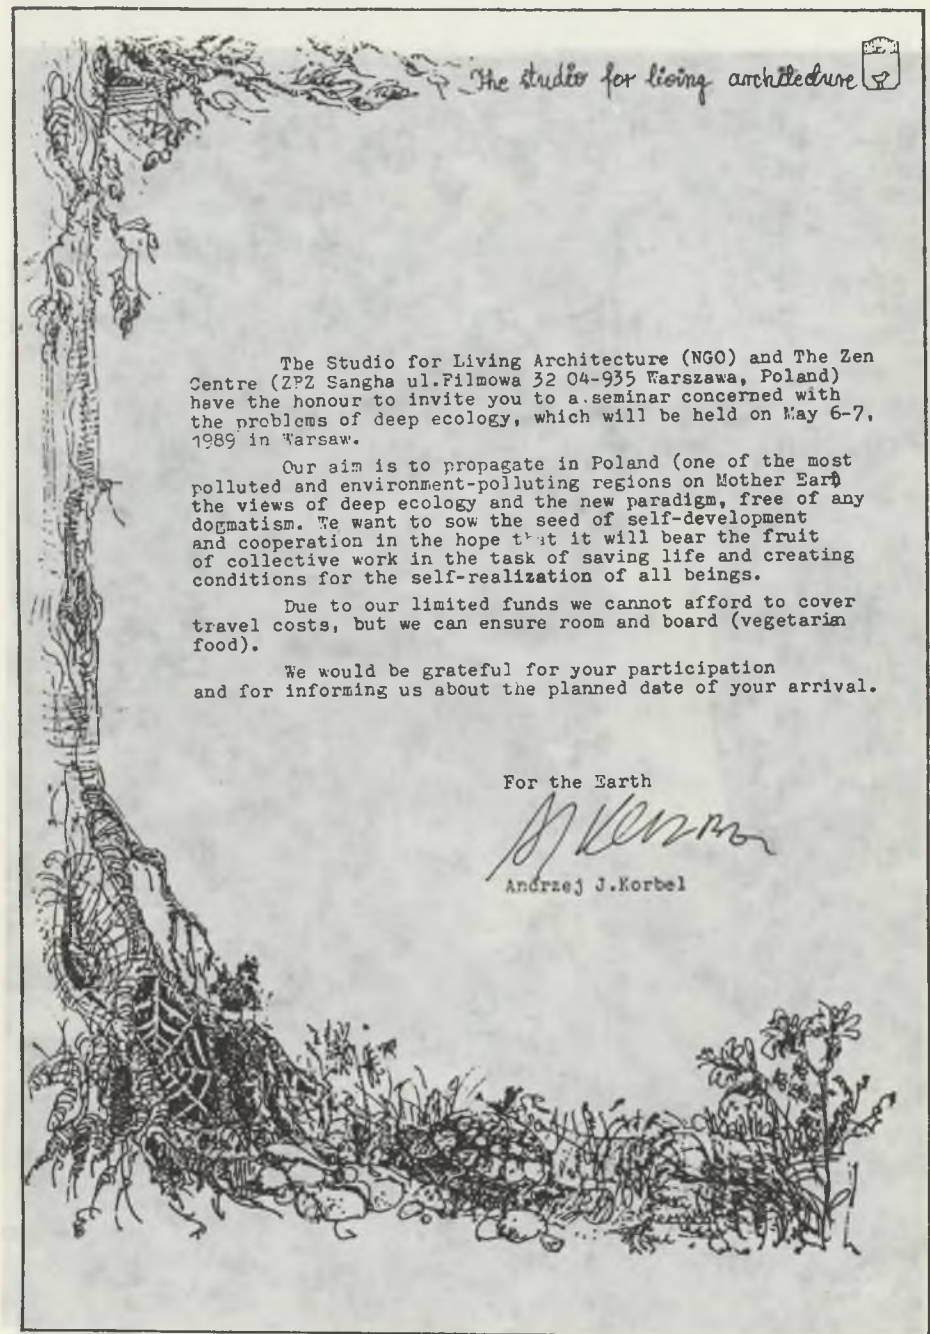 The studio for living architecture
The Studio for Living Architecture (NGO) and The Zen
Centre (ZPZ Sangha ul.Filmowa 32 04-935 Warszawa, Poland)
have the honour to invite you to a seminar concerned with
the problems of deep ecology, which will be held on May 6-7,
1989 in Warsaw.
Our aim is to propagate in Poland (one of the most
polluted and environment-polluting regions on Mother Earth)
the views of deep ecology and the new paradigm, free of any
dogmatism. We want to sow the seed of self-development
and cooperation in the hope that it will bear the fruit
of collective work in the task of saving life and creating
conditions for the self-realization of all beings.
Due to our limited funds we cannot afford to cover
travel costs, but we can ensure room and board (vegetarian
food).
We would be grateful for your participation
and for informing us about the planned date of your arrival.
For the Earth
Andrzej J.Korbel